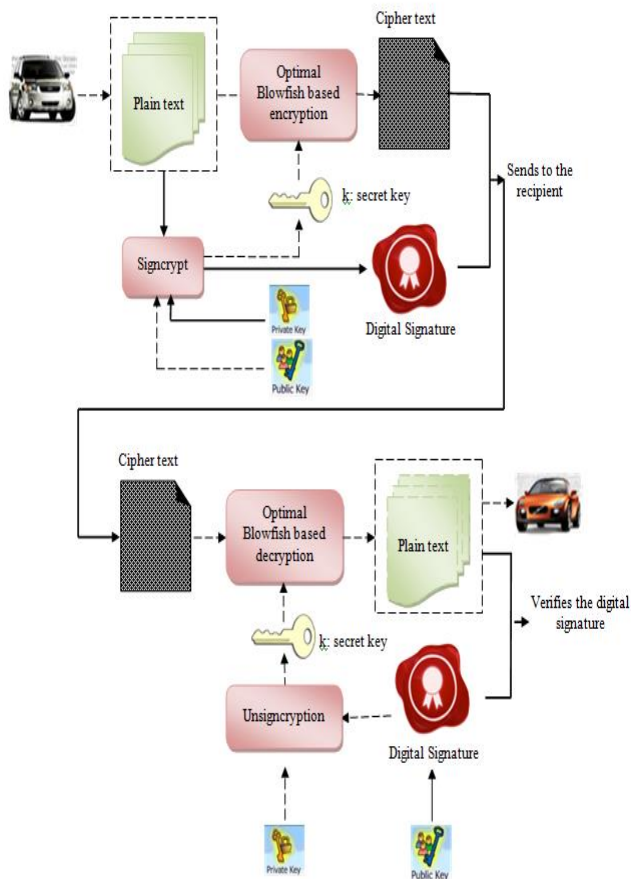 Cipher text
Plain text
Optimal
Blowfish based
encryption
Sends to the
recipient
k: secret key
Signcrypt
Private Key
Digital Signature
Public Key
Cipher text
Optimal
Blowfish based
decryption
Plain text
Verifies the digital
signature
k: secret key
Unsigncryption
Digital Signature
Private Key
Public Key